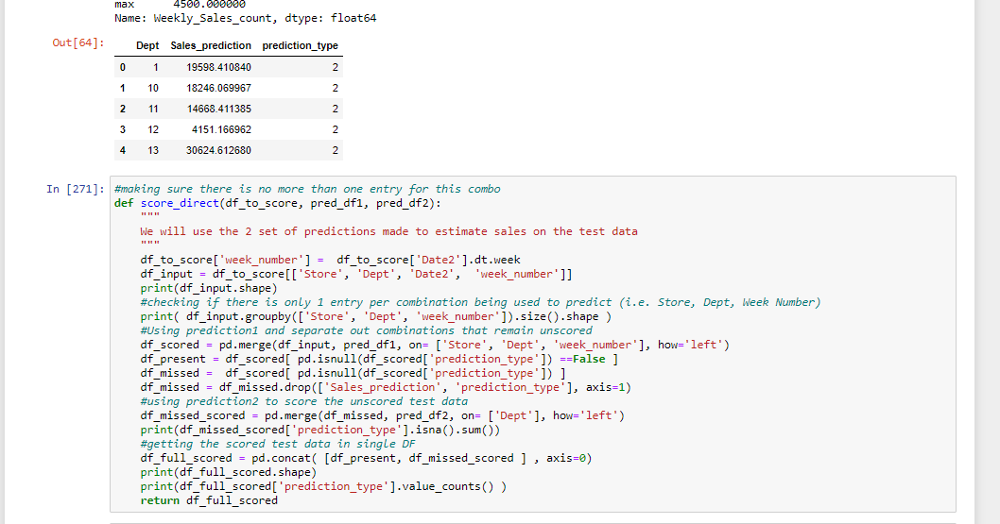 max 4500.000000
Name: Weekly_Sales_count, dtype: float64
Out[64]:
Dept Sales_prediction prediction_type
0 1 19598.410840 2
1 10 18246.069967 2
2 11 14668.411385 2
3 12 4151.166962 2
4 13 30624.612680 2
In [271]: #making sure there is no more than one entry for this combo
def score_direct(df_to_score, pred_df1, pred_df2):
    """
    We will use the 2 set of predictions made to estimate sales on the test data
    """
    df_to_score['week_number'] =  df_to_score['Date2'].dt.week
    df_input = df_to_score[['Store', 'Dept', 'Date2',  'week_number']]
    print(df_input.shape)
    #checking if there is only 1 entry per combination being used to predict (i.e. Store, Dept, Week Number)
    print( df_input.groupby(['Store', 'Dept', 'week_number']).size().shape )
    #Using prediction1 and separate out combinations that remain unscored
    df_scored = pd.merge(df_input, pred_df1, on= ['Store', 'Dept', 'week_number'], how='left')
    df_present = df_scored[ pd.isnull(df_scored['prediction_type']) ==False ]
    df_missed =  df_scored[ pd.isnull(df_scored['prediction_type']) ]
    df_missed = df_missed.drop(['Sales_prediction', 'prediction_type'], axis=1)
    #using prediction2 to score the unscored test data
    df_missed_scored = pd.merge(df_missed, pred_df2, on= ['Dept'], how='left')
    print(df_missed_scored['prediction_type'].isna().sum())
    #getting the scored test data in single DF
    df_full_scored = pd.concat( [df_present, df_missed_scored ] , axis=0)
    print(df_full_scored.shape)
    print(df_full_scored['prediction_type'].value_counts() )
    return df_full_scored